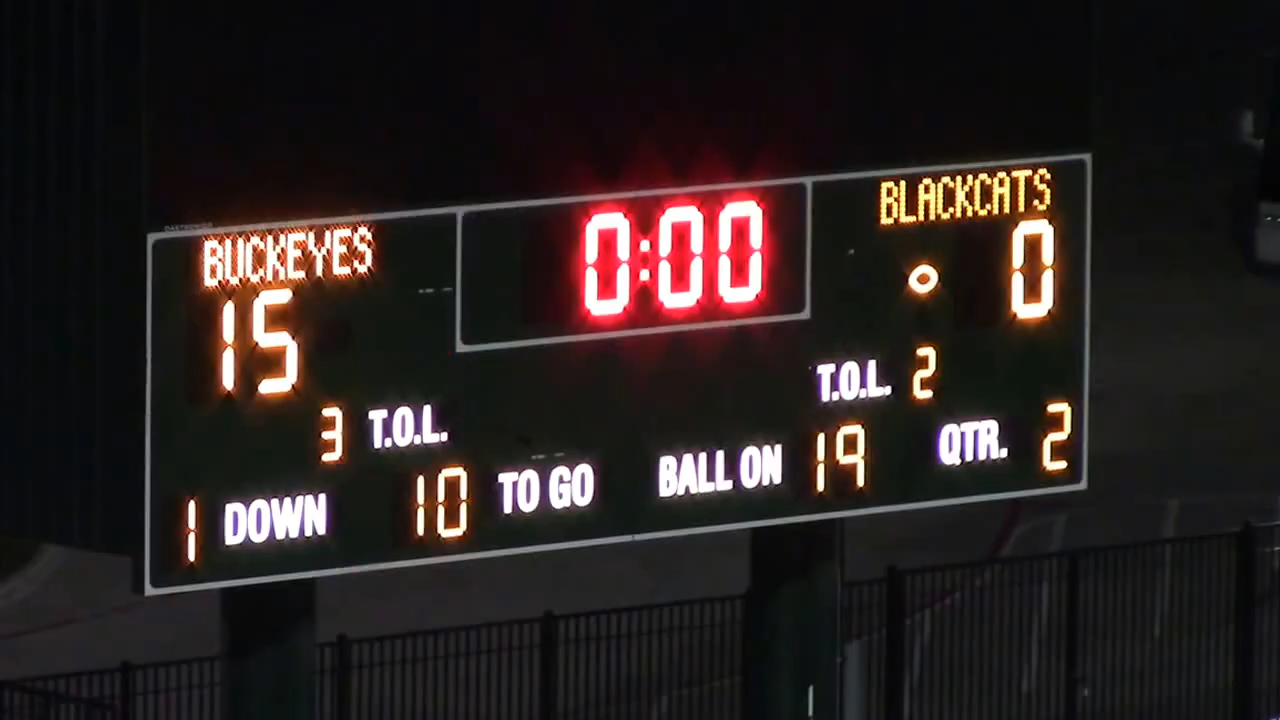 BUCKEYES 0:00 BLACKCATS
15 0
3 T.O.L. T.O.L. 2
1 DOWN 10 TO GO BALL ON 19 QTR. 2